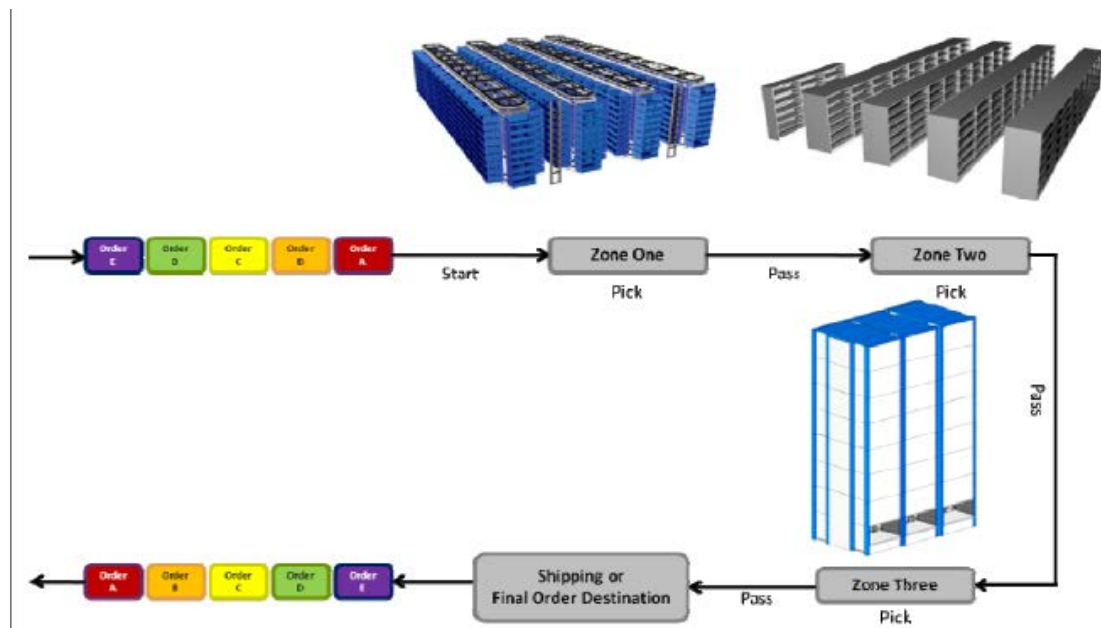 Order
E
Order
D
Order
C
Order
B
Order
A
Start
Zone One
Pick
Pass
Zone Two
Pick
Pass
Zone Three
Pick
Pass
Shipping or
Final Order Destination
Order
A
Order
B
Order
C
Order
D
Order
E